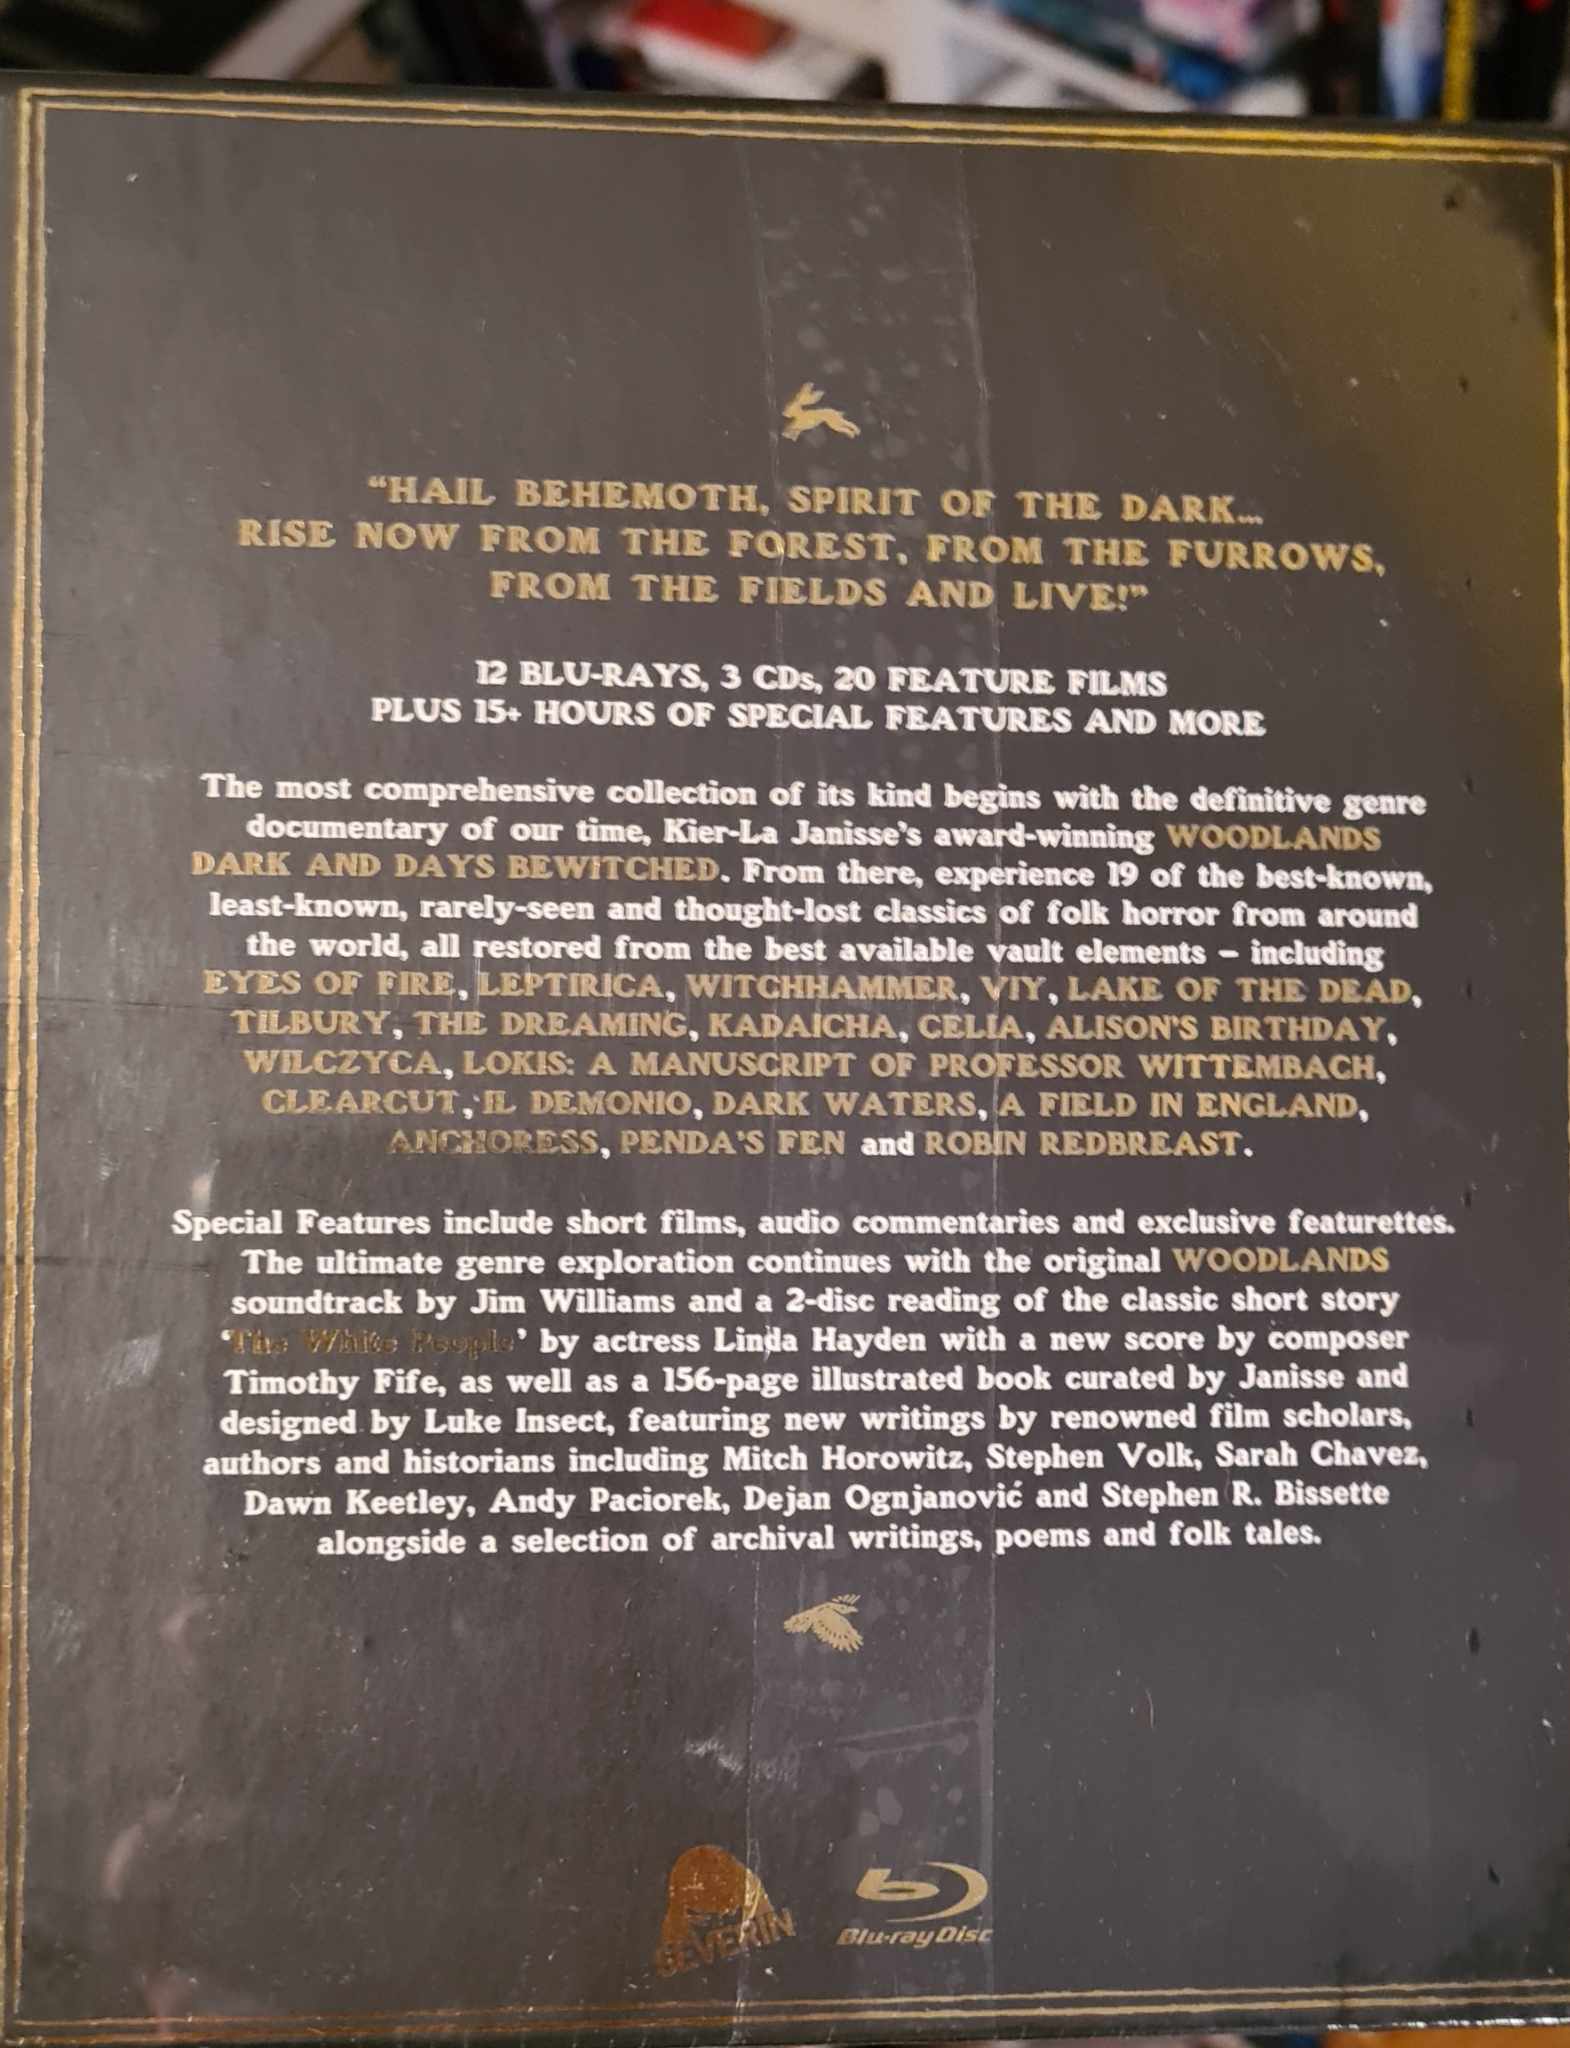 “HAIL BEHEMOTH, SPIRIT OF THE DARK...
RISE NOW FROM THE FOREST, FROM THE FURROWS,
FROM THE FIELDS AND LIVE!”
12 BLU-RAYS, 3 CDs, 20 FEATURE FILMS
PLUS 15+ HOURS OF SPECIAL FEATURES AND MORE
The most comprehensive collection of its kind begins with the definitive genre
documentary of our time, Kier-La Janisse’s award-winning WOODLANDS
DARK AND DAYS BEWITCHED. From there, experience 19 of the best-known,
least-known, rarely-seen and thought-lost classics of folk horror from around
the world, all restored from the best available vault elements – including
EYES OF FIRE, LEPTIRICA, WITCHHAMMER, VIY, LAKE OF THE DEAD,
TILBURY, THE DREAMING, KADAICHA, CELIA, ALISON’S BIRTHDAY,
WILCZYCA, LOKIS: A MANUSCRIPT OF PROFESSOR WITTEMBACH,
CLEARCUT, IL DEMONIO, DARK WATERS, A FIELD IN ENGLAND,
ANCHORESS, PENDA’S FEN and ROBIN REDBREAST.
Special Features include short films, audio commentaries and exclusive featurettes.
The ultimate genre exploration continues with the original WOODLANDS
soundtrack by Jim Williams and a 2-disc reading of the classic short story
‘The White People’ by actress Linda Hayden with a new score by composer
Timothy Fife, as well as a 156-page illustrated book curated by Janisse and
designed by Luke Insect, featuring new writings by renowned film scholars,
authors and historians including Mitch Horowitz, Stephen Volk, Sarah Chavez,
Dawn Keetley, Andy Paciorek, Dejan Ognjanović and Stephen R. Bissette
alongside a selection of archival writings, poems and folk tales.
SEVERIN
Blu-ray Disc